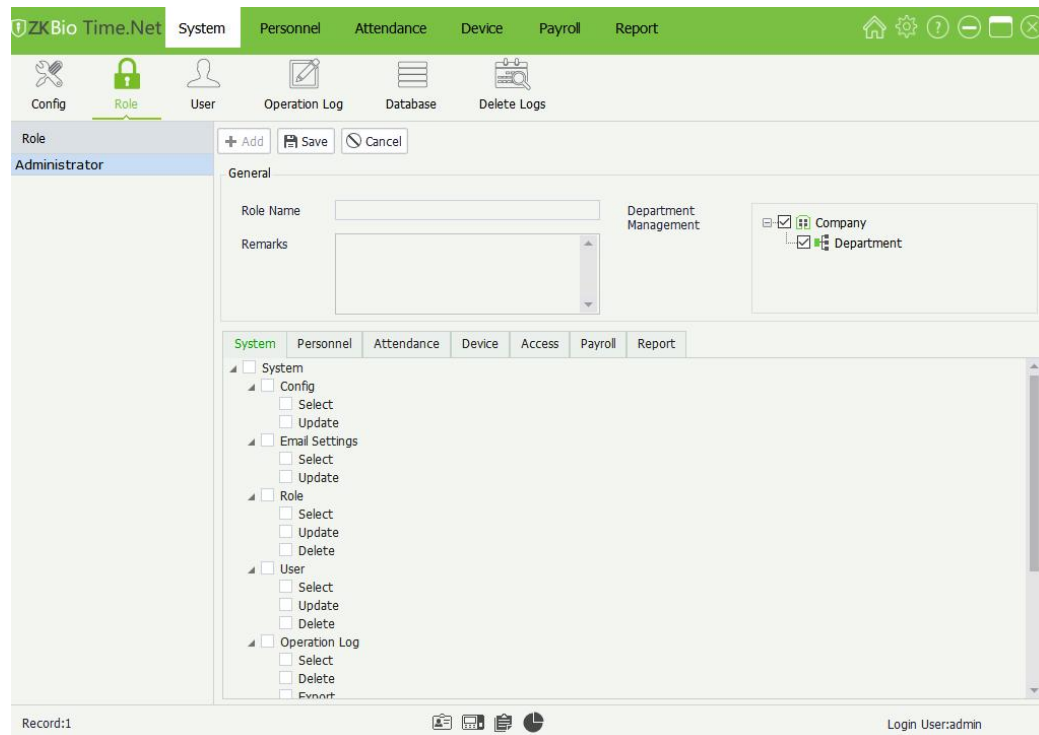 ZKBio Time.Net System Personnel Attendance Device Payroll Report
Config Role User Operation Log Database Delete Logs
Role
Administrator
Add Save Cancel
General
Role Name
Remarks
Department
Management
Company
Department
System Personnel Attendance Device Access Payroll Report
System
Config
Select
Update
Email Settings
Select
Update
Role
Select
Update
Delete
User
Select
Update
Delete
Operation Log
Select
Delete
Export
Record:1
Login User:admin